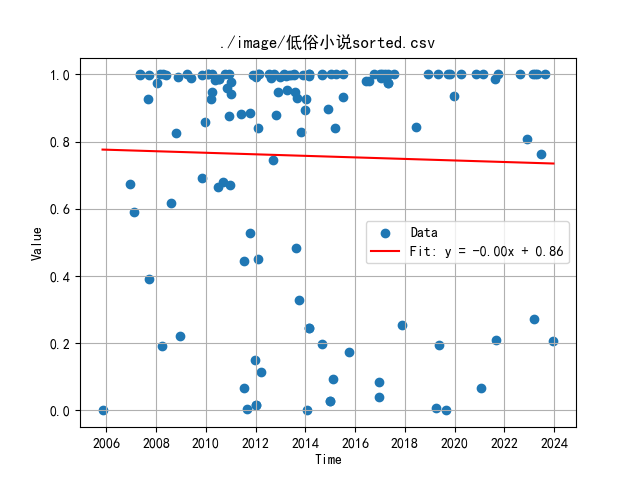 ./image/低俗小说sorted.csv
1.0
0.8
0.6
0.4
0.2
0.0
Value
Data
Fit: y = -0.00x + 0.86
2006 2008 2010 2012 2014 2016 2018 2020 2022 2024
Time